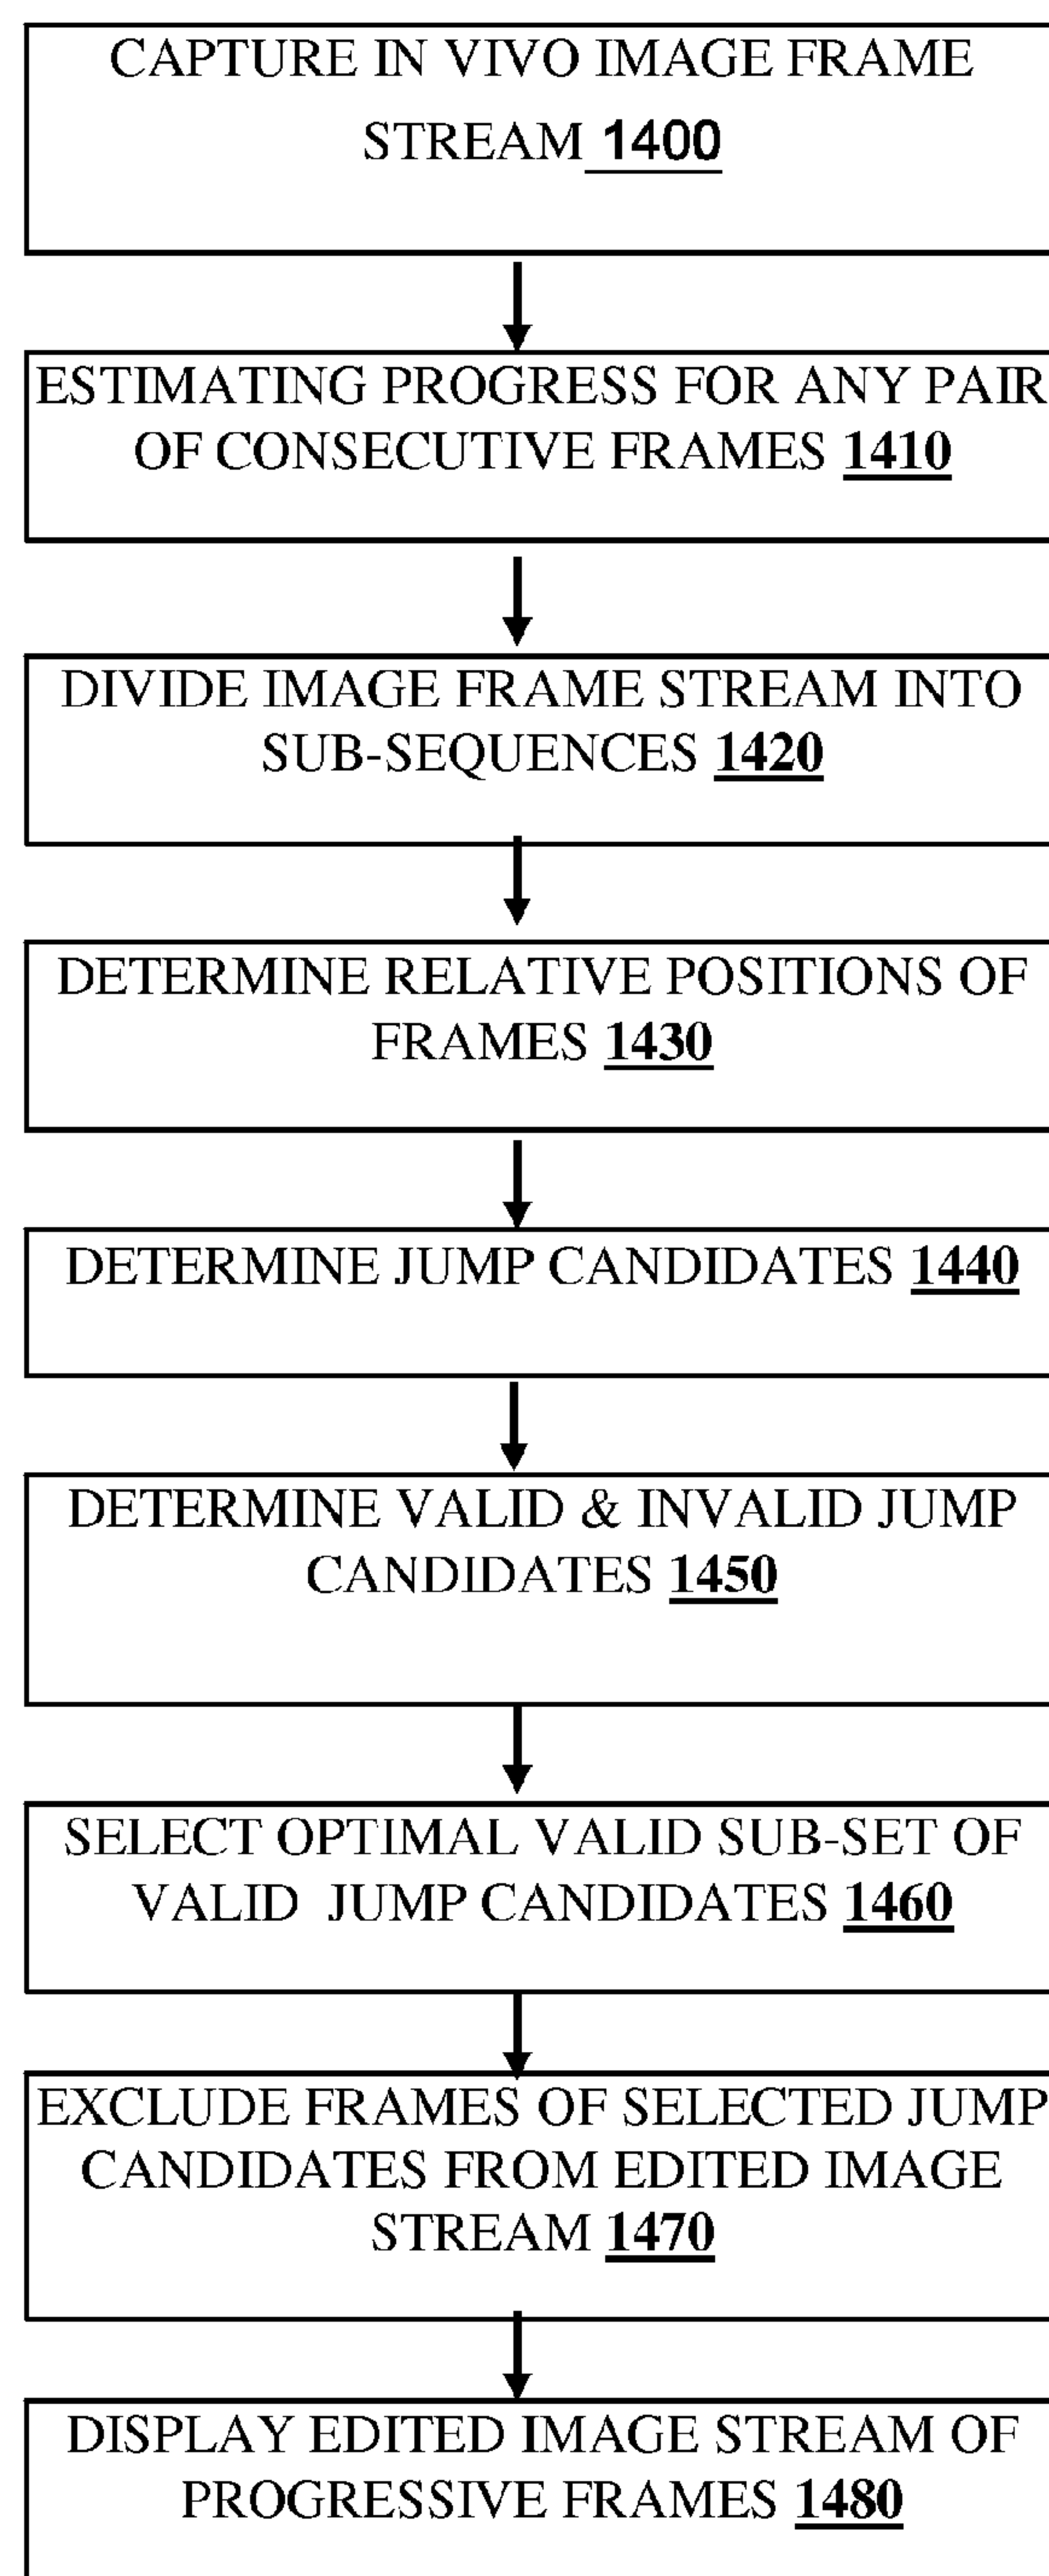 CAPTURE IN VIVO IMAGE FRAME
STREAM 1400
ESTIMATING PROGRESS FOR ANY PAIR
OF CONSECUTIVE FRAMES 1410
DIVIDE IMAGE FRAME STREAM INTO
SUB-SEQUENCES 1420
DETERMINE RELATIVE POSITIONS OF
FRAMES 1430
DETERMINE JUMP CANDIDATES 1440
DETERMINE VALID & INVALID JUMP
CANDIDATES 1450
SELECT OPTIMAL VALID SUB-SET OF
VALID JUMP CANDIDATES 1460
EXCLUDE FRAMES OF SELECTED JUMP
CANDIDATES FROM EDITED IMAGE
STREAM 1470
DISPLAY EDITED IMAGE STREAM OF
PROGRESSIVE FRAMES 1480